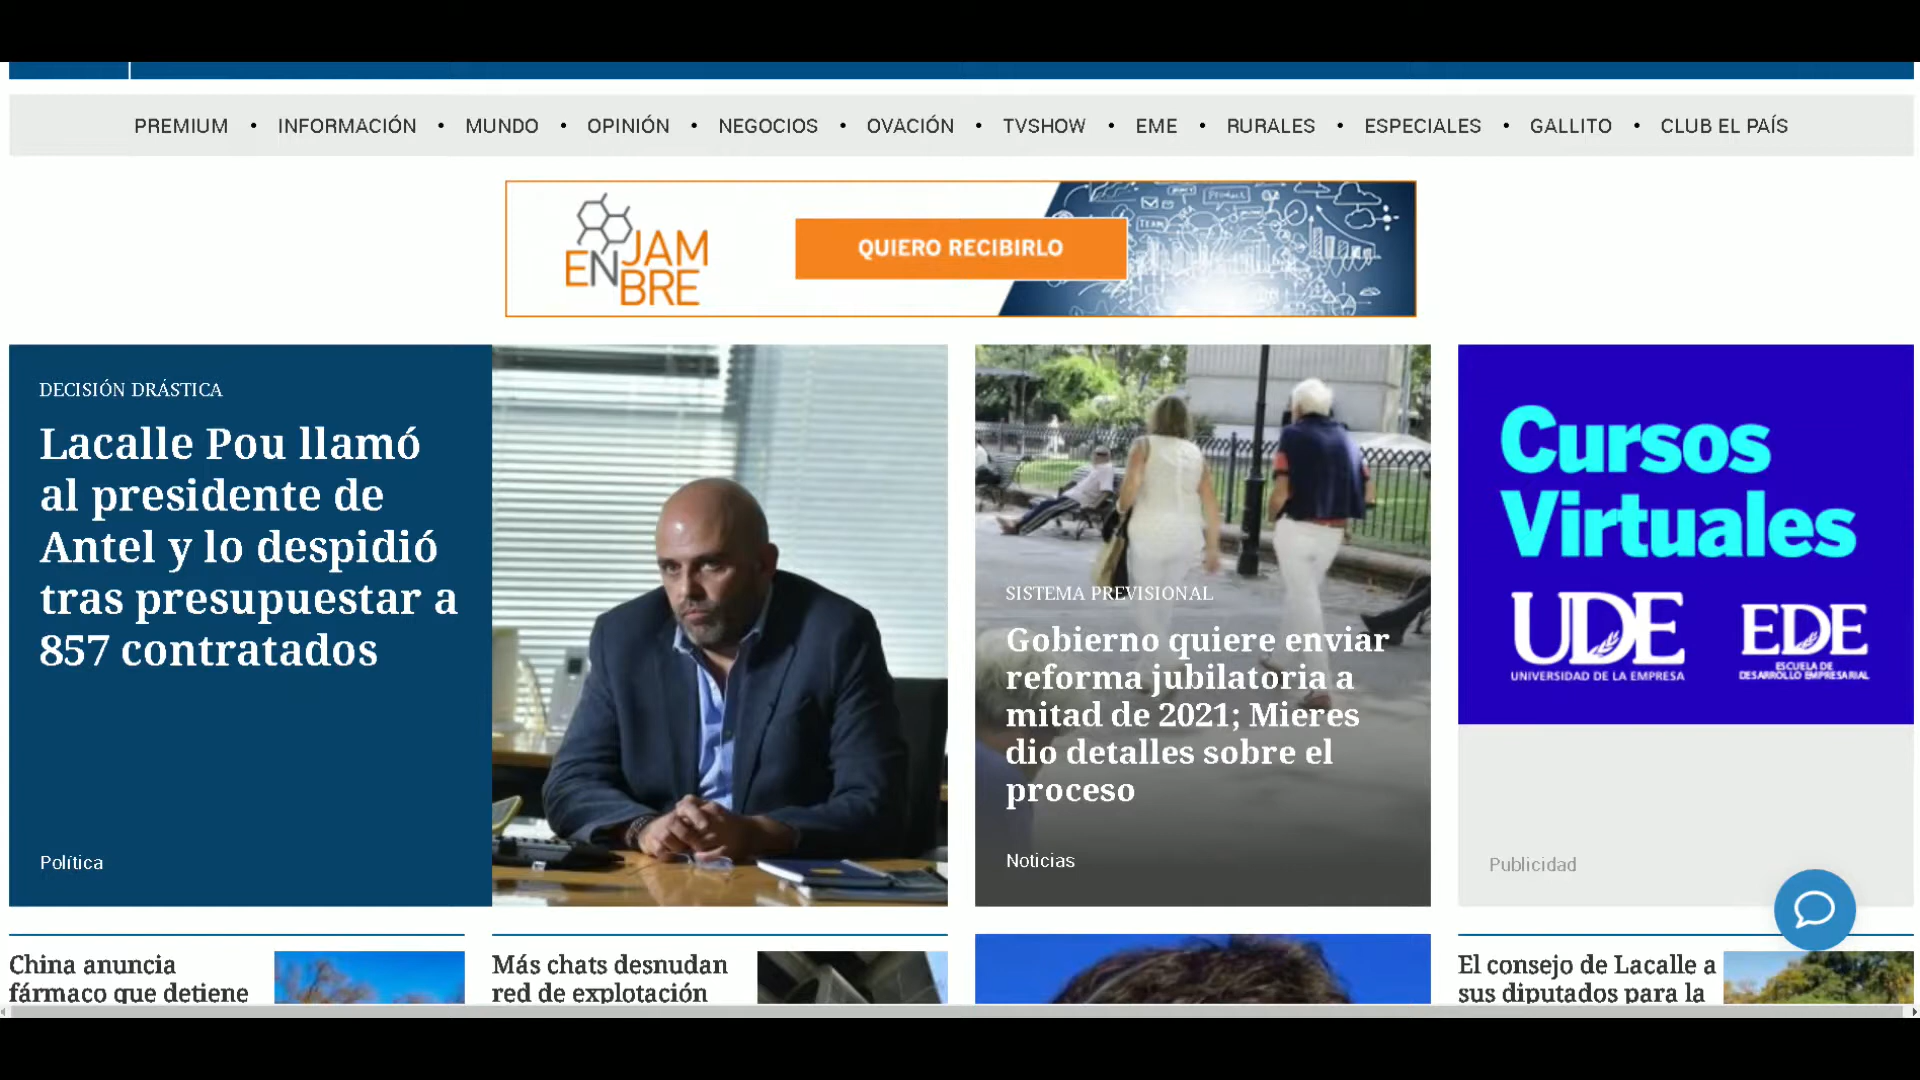 PREMIUM • INFORMACIÓN • MUNDO • OPINIÓN • NEGOCIOS • OVACIÓN • TVSHOW • EME • RURALES • ESPECIALES • GALLITO • CLUB EL PAÍS
ENJAMBRE
QUIERO RECIBIRLO
DECISIÓN DRÁSTICA
Lacalle Pou llamó
al presidente de
Antel y lo despidió
tras presupuestar a
857 contratados
Política
SISTEMA PREVISIONAL
Gobierno quiere enviar
reforma jubilatoria a
mitad de 2021; Mieres
dio detalles sobre el
proceso
Noticias
Cursos
Virtuales
UDE
UNIVERSIDAD DE LA EMPRESA
EDE
ESCUELA DE
DESARROLLO EMPRESARIAL
Publicidad
China anuncia
fármaco que detiene
Más chats desnudan
red de explotación
El consejo de Lacalle a
sus diputados para la